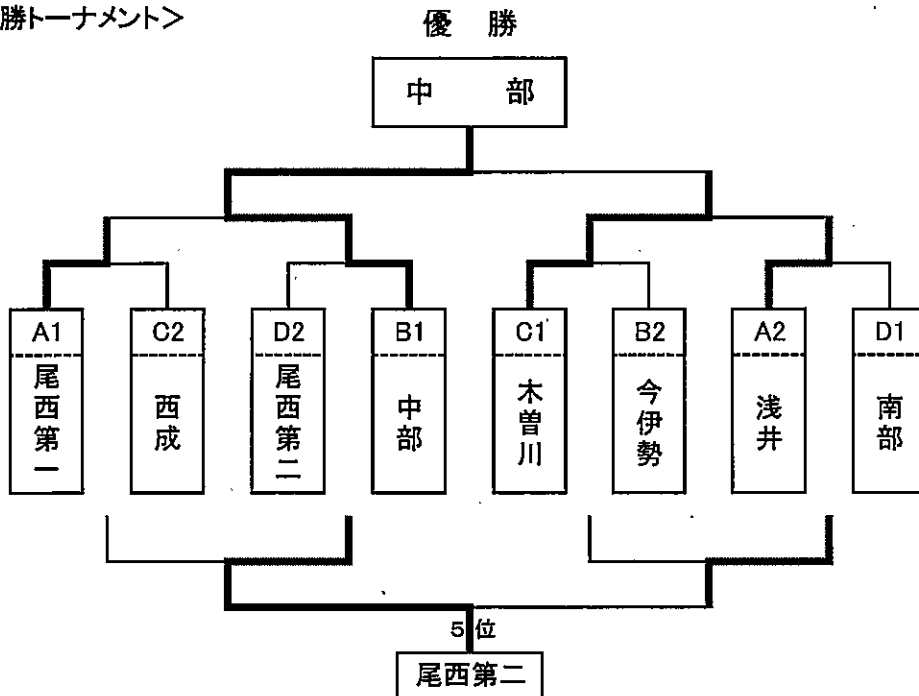 勝トーナメント＞
優 勝
中 部
A1
C2
D2
B1
C1
B2
A2
D1
尾西第一
西成
尾西第二
中部
木曽川
今伊勢
浅井
南部
5位
尾西第二